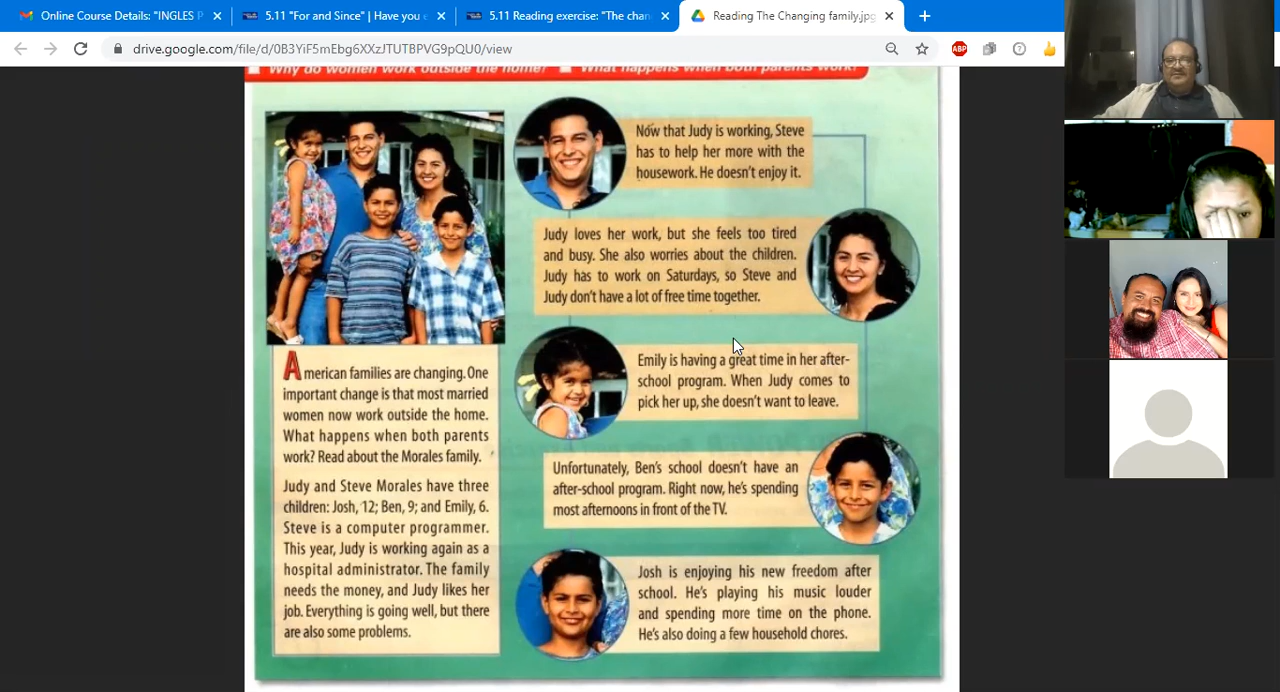 Online Course Details: "INGLES P
5.11 "For and Since" | Have you e
5.11 Reading exercise: "The chan
Reading The Changing family.jpg
drive.google.com/file/d/0B3YiF5mEbg6XXzJTUTBPVG9pQU0/view
ABP
Why do women work outside the home? What happens when both parents work?
American families are changing. One
important change is that most married
women now work outside the home.
What happens when both parents
work? Read about the Morales family.
Judy and Steve Morales have three
children: Josh, 12; Ben, 9; and Emily, 6.
Steve is a computer programmer.
This year, Judy is working again as a
hospital administrator. The family
needs the money, and Judy likes her
job. Everything is going well, but there
are also some problems.
Now that Judy is working, Steve
has to help her more with the
housework. He doesn't enjoy it.
Judy loves her work, but she feels too tired
and busy. She also worries about the children.
Judy has to work on Saturdays, so Steve and
Judy don't have a lot of free time together.
Emily is having a great time in her after-
school program. When Judy comes to
pick her up, she doesn't want to leave.
Unfortunately, Ben's school doesn't have an
after-school program. Right now, he's spending
most afternoons in front of the TV.
Josh is enjoying his new freedom after
school. He's playing his music louder
and spending more time on the phone.
He's also doing a few household chores.